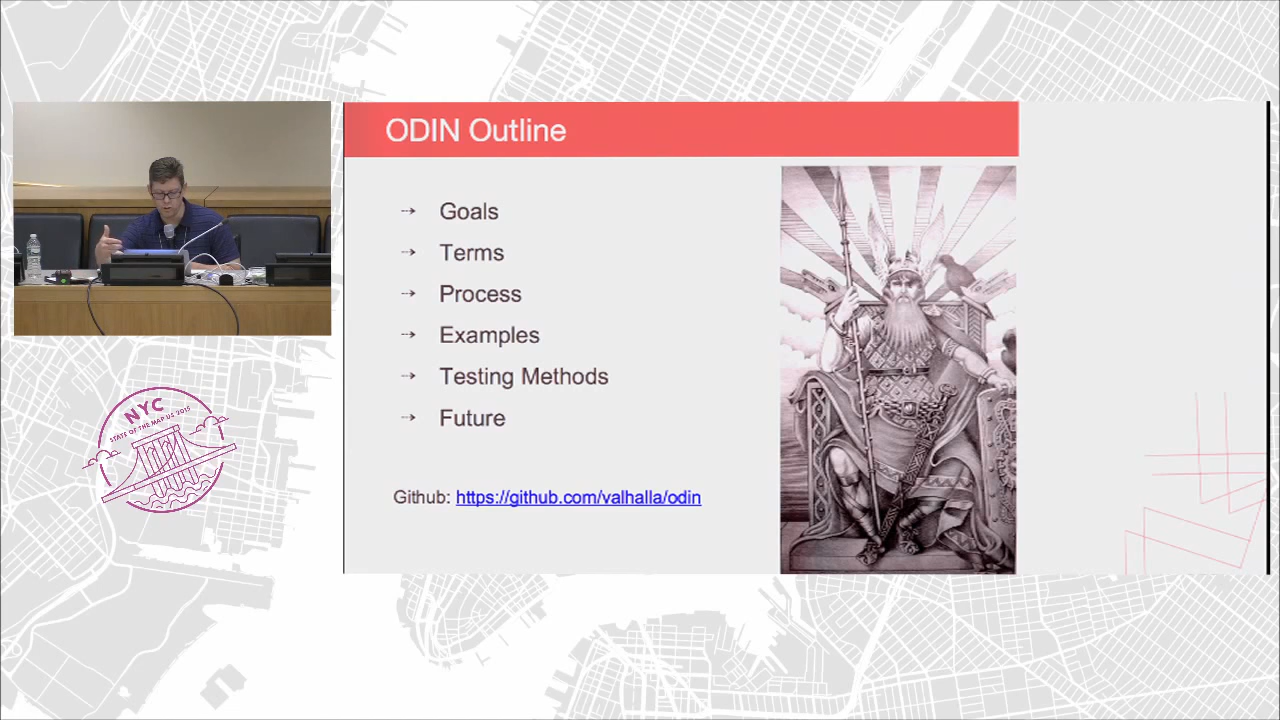 ODIN Outline
→ Goals
→ Terms
→ Process
→ Examples
→ Testing Methods
→ Future
Github: https://github.com/valhalla/odin
NYC
STATE OF THE MAP US 2015